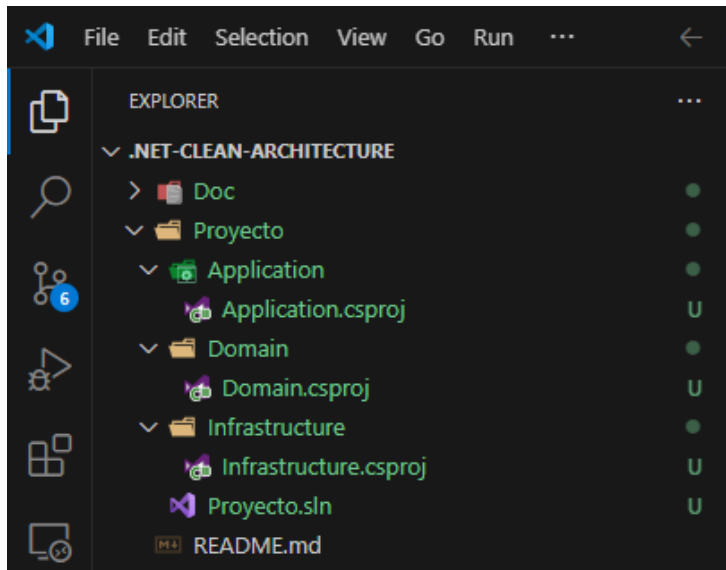 File Edit Selection View Go Run ...
EXPLORER ...
.NET-CLEAN-ARCHITECTURE
Doc
Proyecto
Application
Application.csproj U
6
Domain
Domain.csproj U
Infrastructure
Infrastructure.csproj U
Proyecto.sln U
README.md